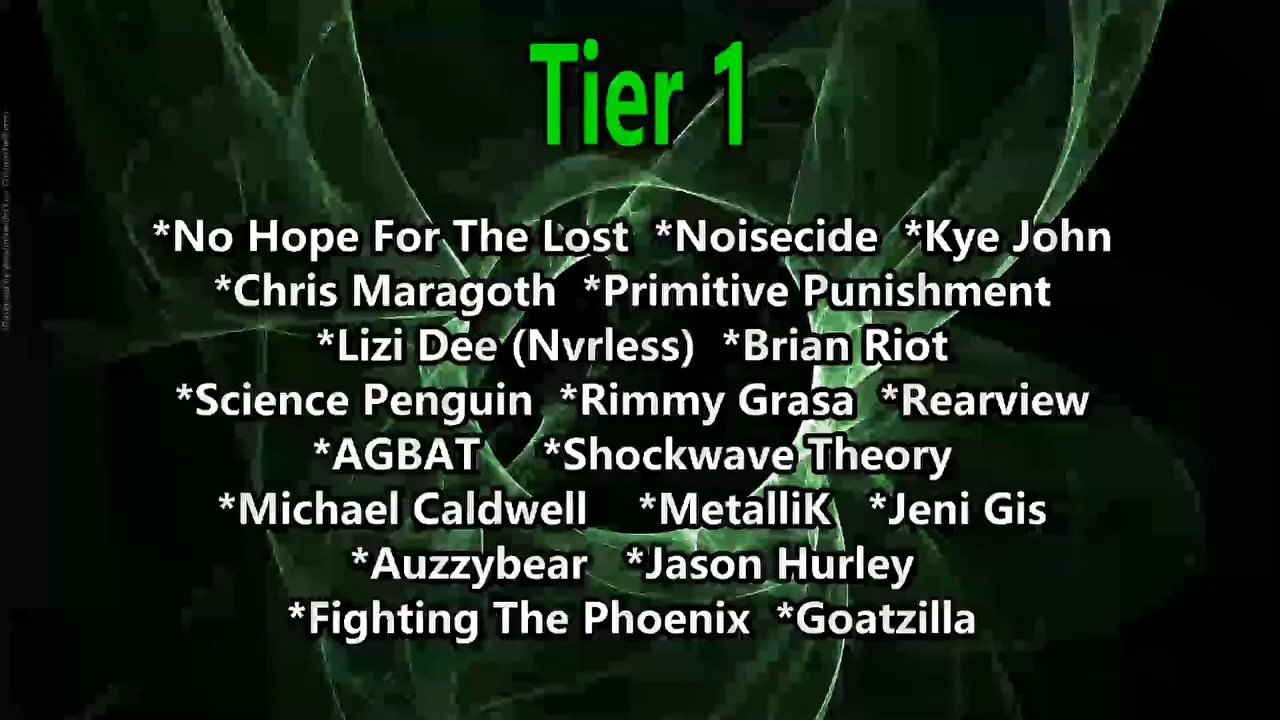 Tier 1
*No Hope For The Lost *Noisecide *Kye John
*Chris Maragoth *Primitive Punishment
*Lizi Dee (Nvrless) *Brian Riot
*Science Penguin *Rimmy Grasa *Rearview
*AGBAT *Shockwave Theory
*Michael Caldwell *MetalliK *Jeni Gis
*Auzzybear *Jason Hurley
*Fighting The Phoenix *Goatzilla